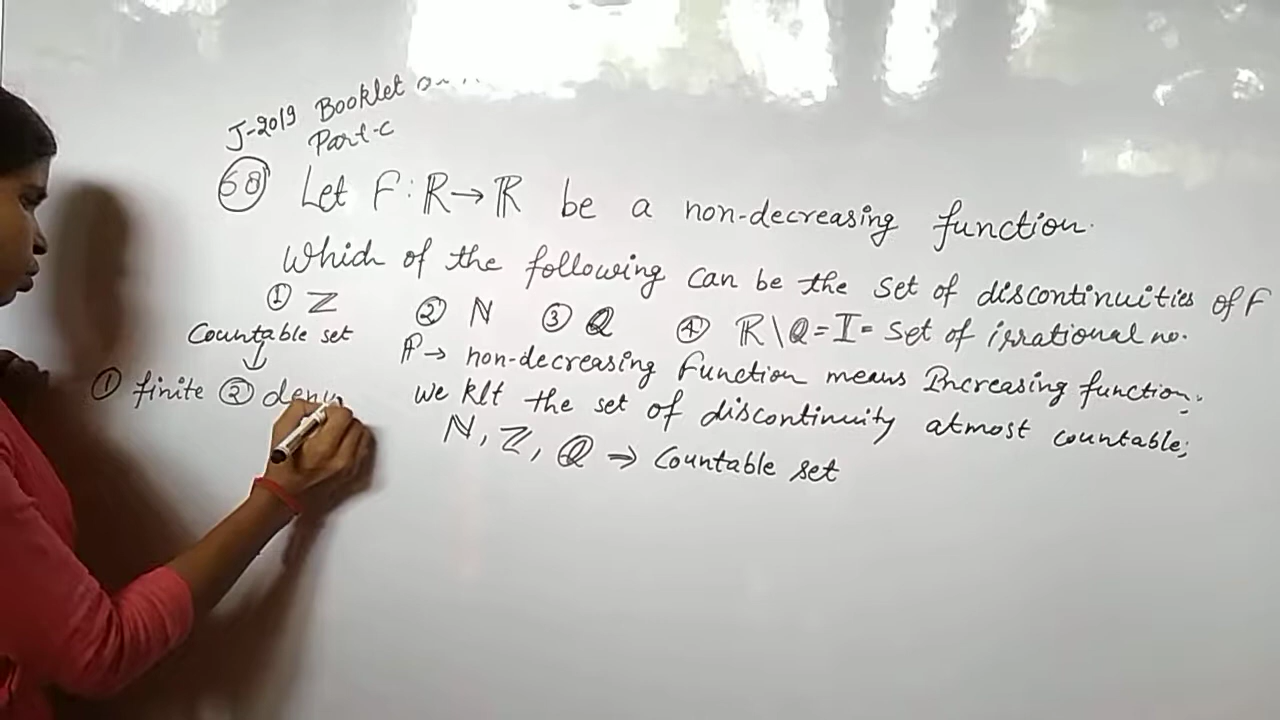 J-2019 Booklet
Part-C
68 Let F : ℝ → ℝ be a non-decreasing function.
Which of the following can be the set of discontinuities of F
① ℤ ② ℕ ③ ℚ ④ ℝ\ℚ = I = set of irrational no.
Countable set
① finite ②
→ non-decreasing function means Increasing function.
We KLT the set of discontinuity atmost countable;
ℕ, ℤ, ℚ ⇒ Countable set